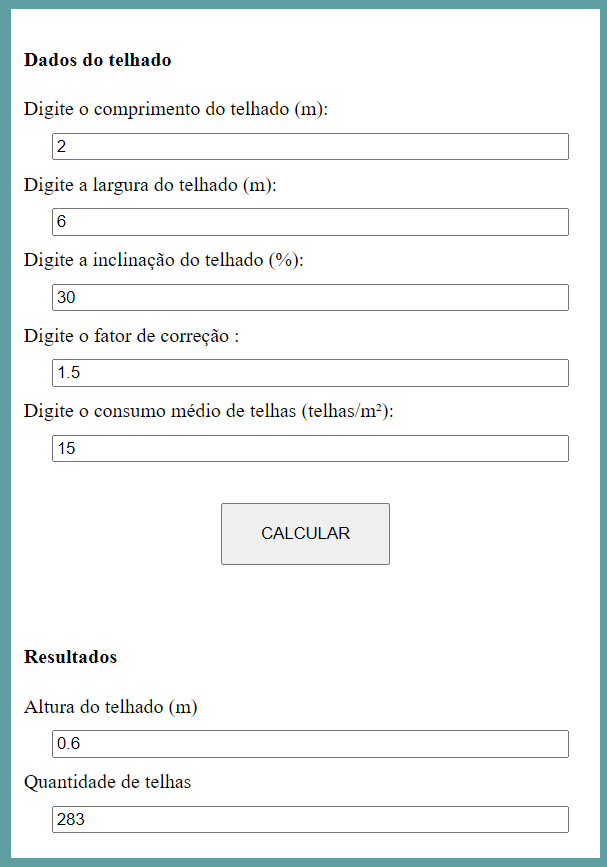 Dados do telhado
Digite o comprimento do telhado (m):
2
Digite a largura do telhado (m):
6
Digite a inclinação do telhado (%):
30
Digite o fator de correção :
1.5
Digite o consumo médio de telhas (telhas/m²):
15
CALCULAR
Resultados
Altura do telhado (m)
0.6
Quantidade de telhas
283